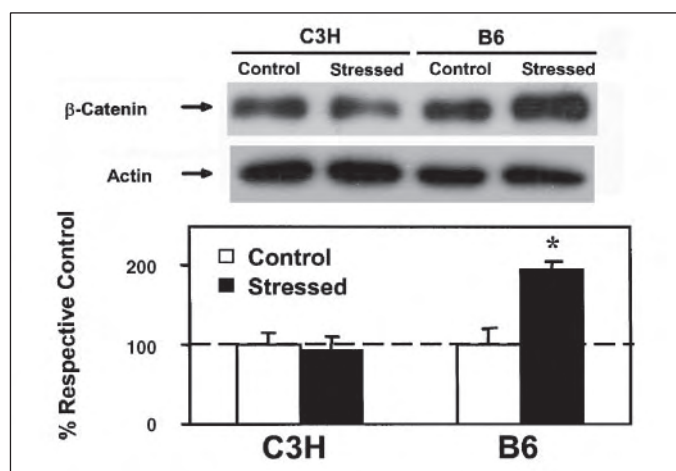 C3H B6
Control Stressed Control Stressed
β-Catenin
Actin
% Respective Control
200
100
0
Control
Stressed
*
C3H B6